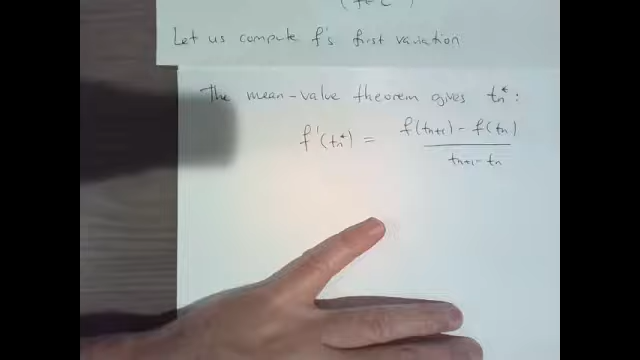 Let us compute f's first variation
The mean-value theorem gives tₙ*:
f'(tₙ*) = f(tₙ₊₁) - f(tₙ) / tₙ₊₁ - tₙ